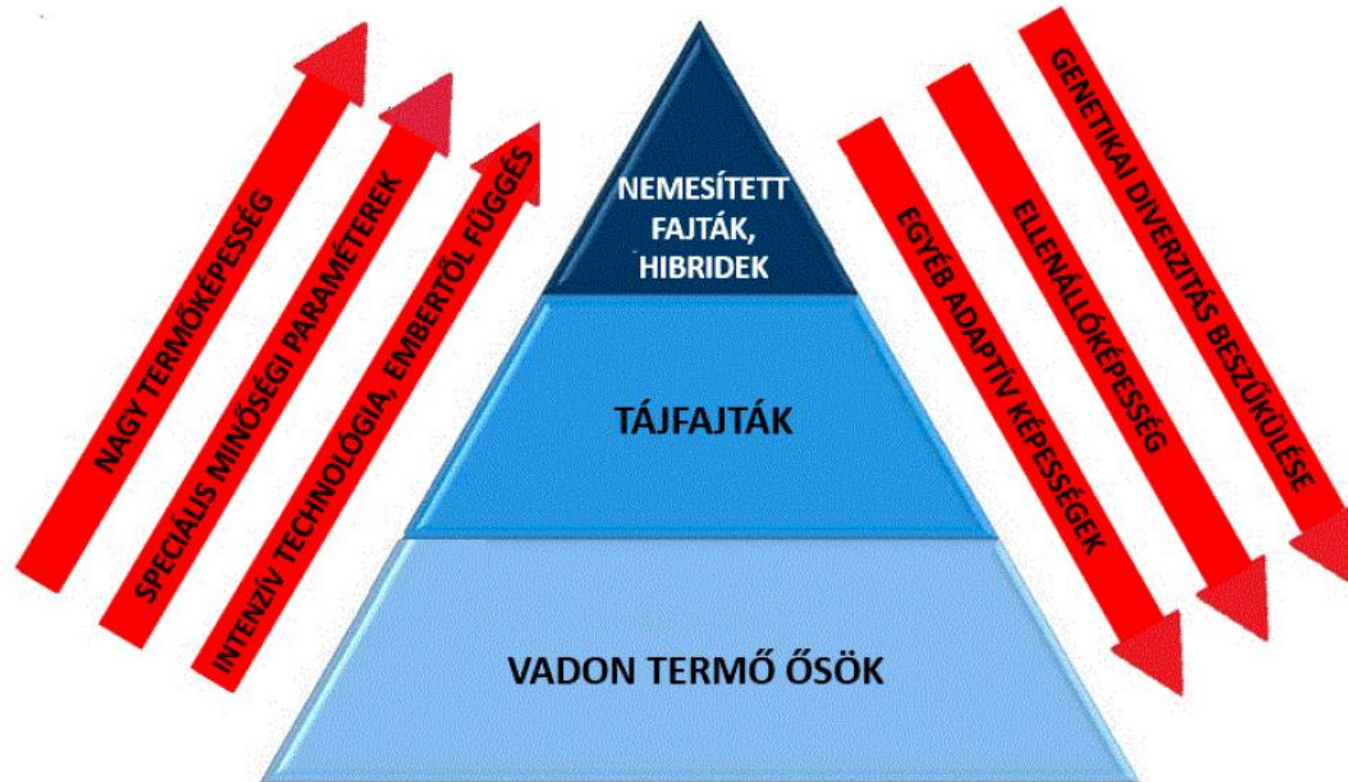 NAGY TERMŐKÉPESSÉG
SPECIÁLIS MINŐSÉGI PARAMÉTEREK
INTENZÍV TECHNOLÓGIA, EMBERTŐL FÜGGÉS
NEMESÍTETT
FAJTÁK,
HIBRIDEK
TÁJFAJTÁK
VADON TERMŐ ŐSÖK
EGYÉB ADAPTÍV KÉPESSÉGEK
ELLENÁLLÓKÉPESSÉG
GENETIKAI DIVERZITÁS BESZŰKÜLÉSE